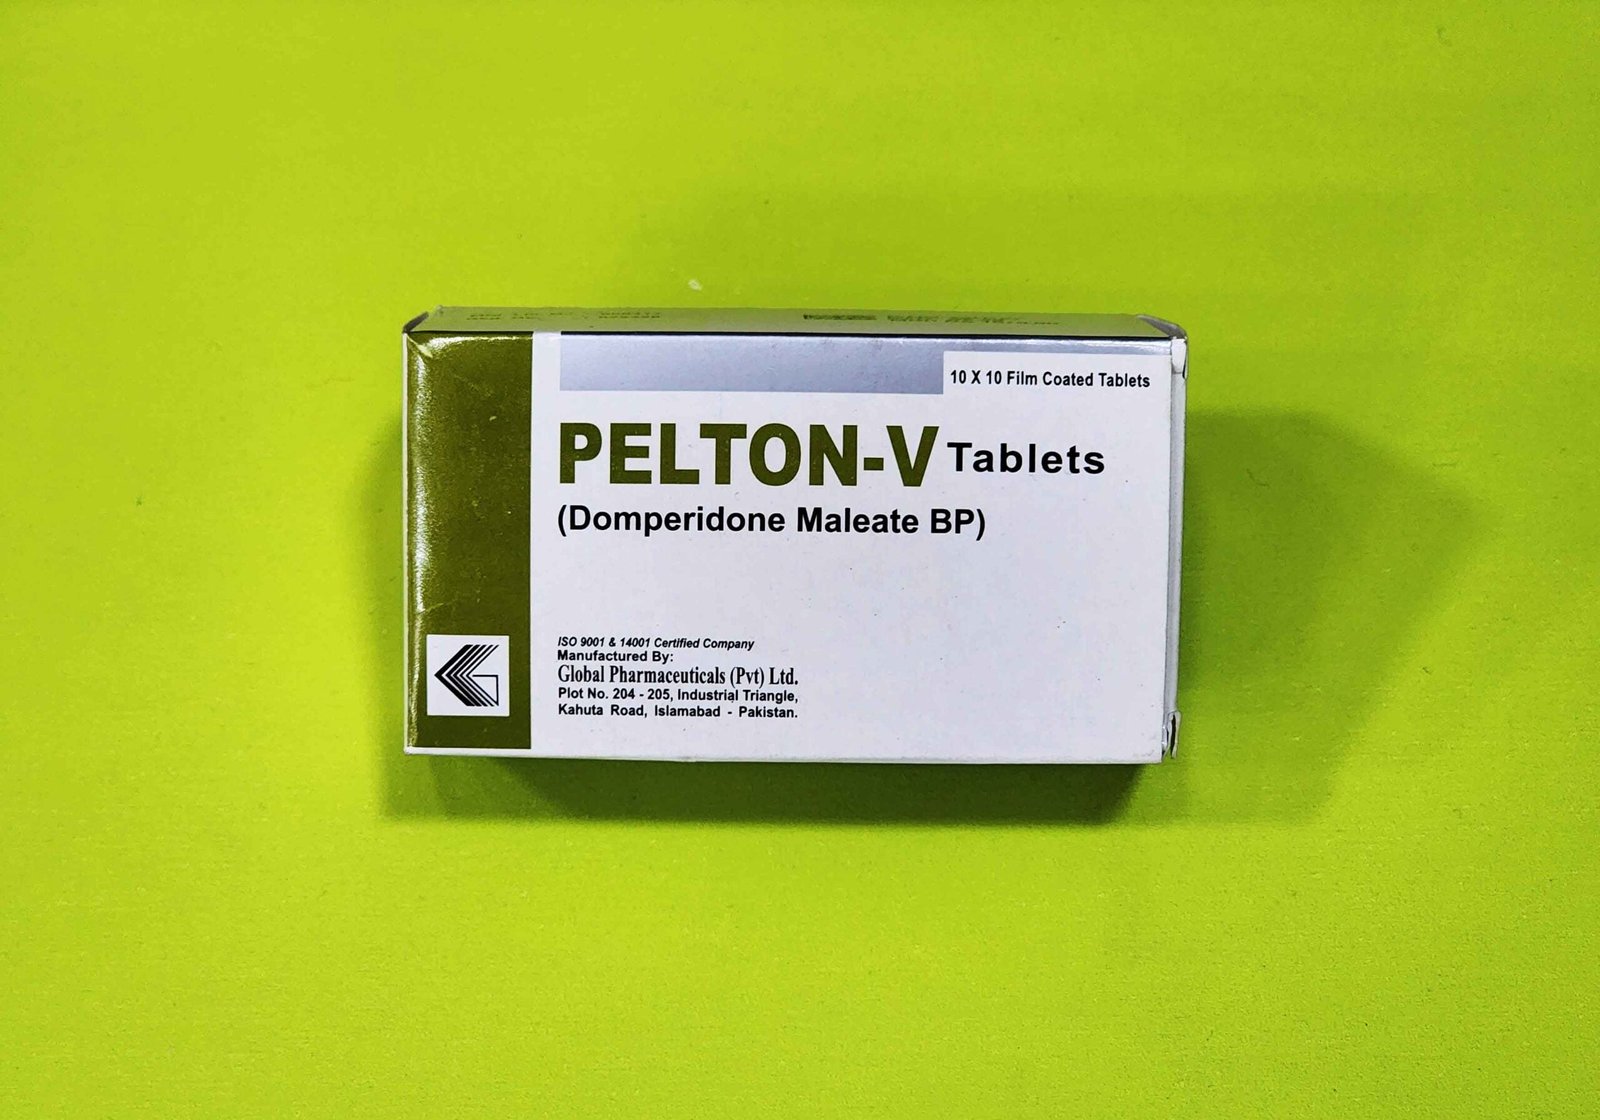 10 X 10 Film Coated Tablets
PELTON-V Tablets
(Domperidone Maleate BP)
ISO 9001 & 14001 Certified Company
Manufactured By:
Global Pharmaceuticals (Pvt) Ltd.
Plot No. 204 - 205, Industrial Triangle,
Kahuta Road, Islamabad - Pakistan.